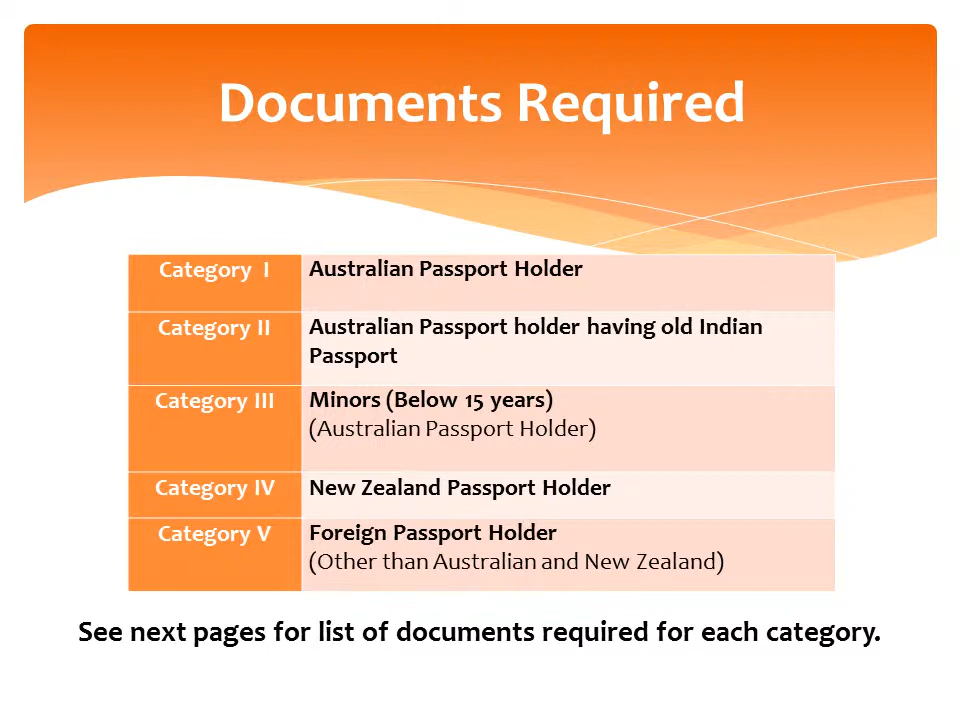 Documents Required
Category I
Australian Passport Holder
Category II
Australian Passport holder having old Indian
Passport
Category III
Minors (Below 15 years)
(Australian Passport Holder)
Category IV
New Zealand Passport Holder
Category V
Foreign Passport Holder
(Other than Australian and New Zealand)
See next pages for list of documents required for each category.